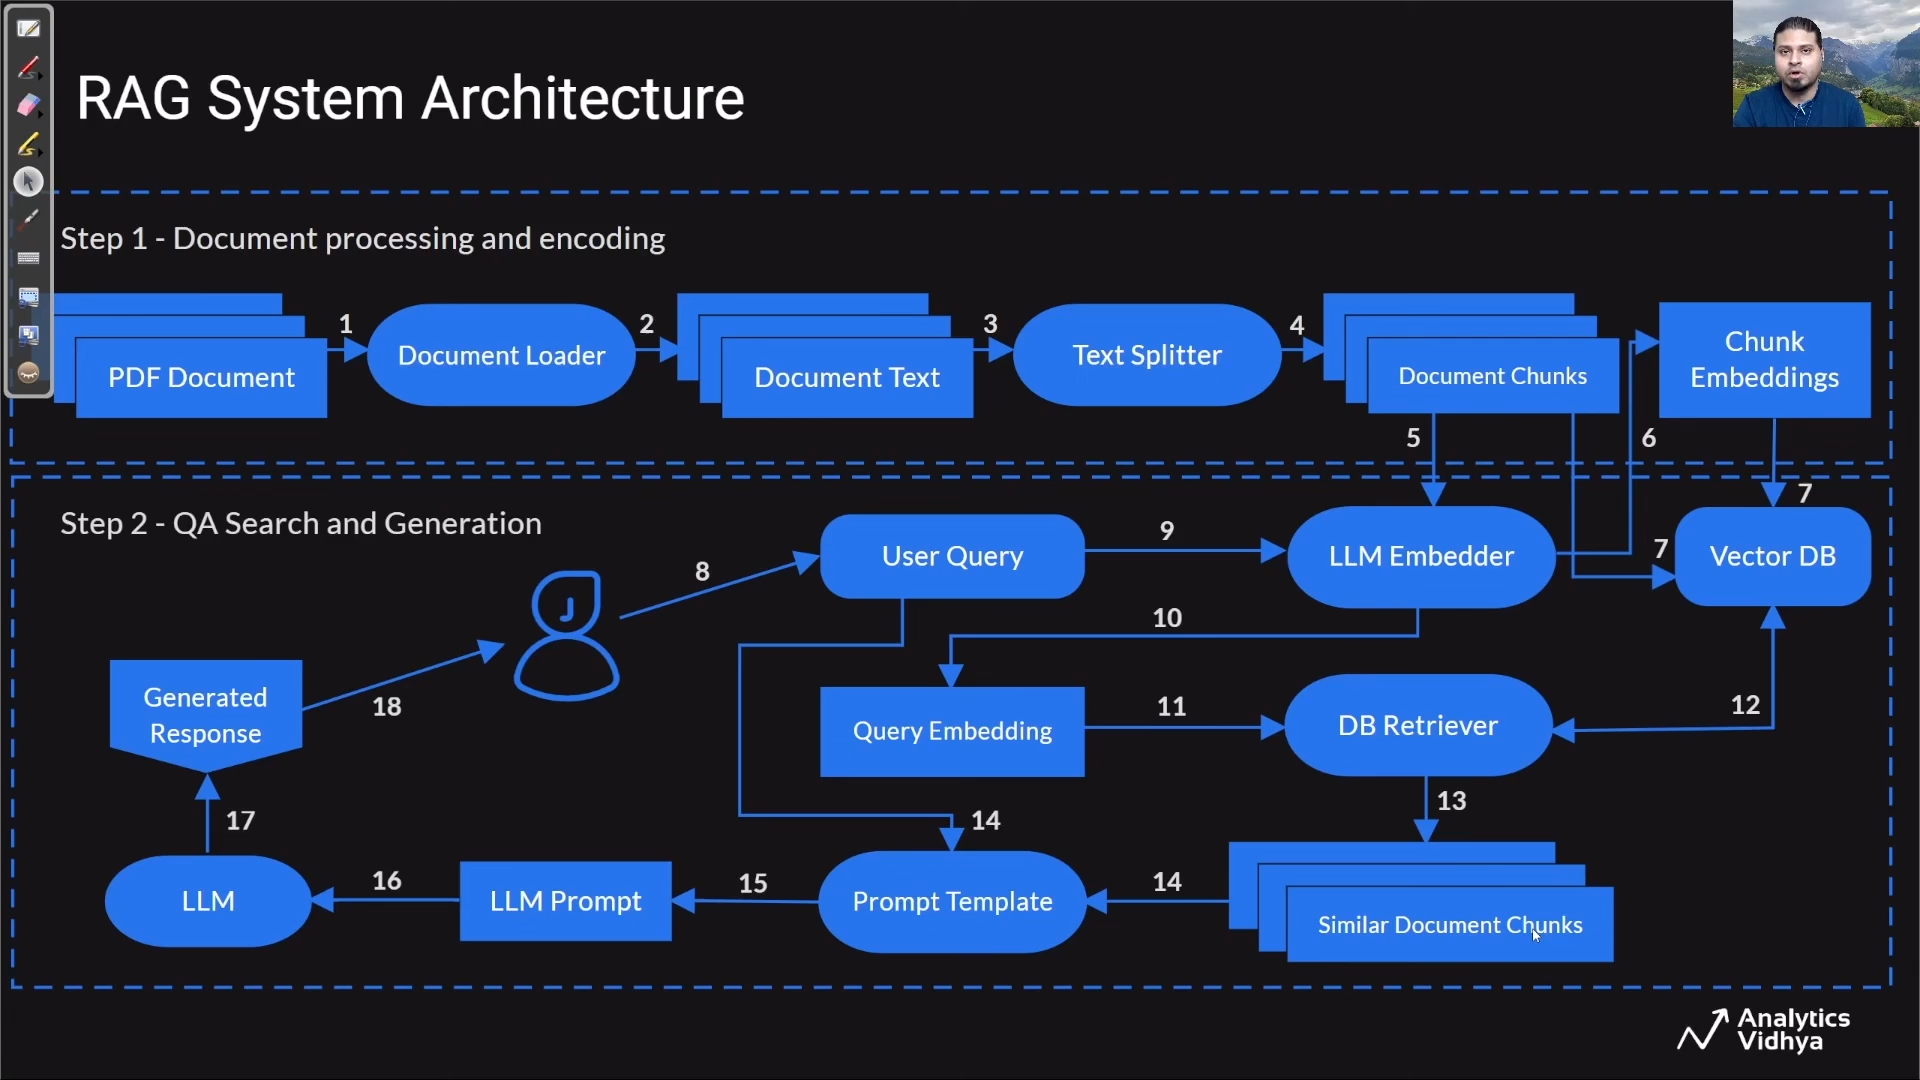 RAG System Architecture
Step 1 - Document processing and encoding
PDF Document
1
Document Loader
2
Document Text
3
Text Splitter
4
Document Chunks
Chunk
Embeddings
5
6
7
Step 2 - QA Search and Generation
8
User Query
9
LLM Embedder
7
Vector DB
10
J
Generated
Response
18
Query Embedding
11
DB Retriever
12
13
17
14
LLM
16
LLM Prompt
15
Prompt Template
14
Similar Document Chunks
Analytics
Vidhya